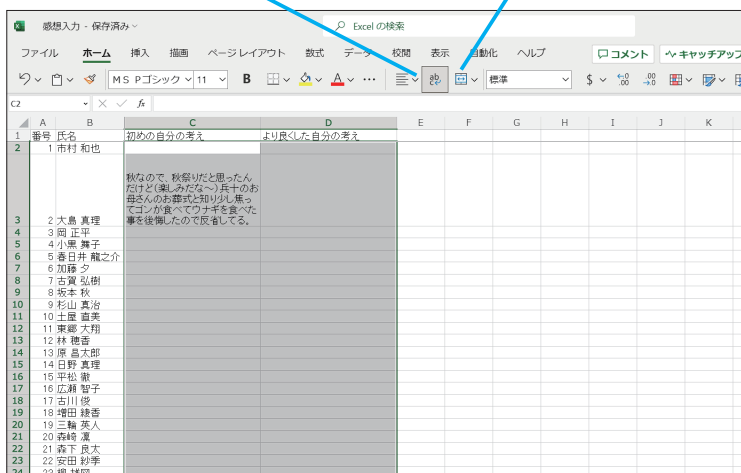 感想入力 - 保存済み
Excel の検索
ファイル ホーム 挿入 描画 ページ レイアウト 数式 データ 校閲 表示 自動化 ヘルプ コメント キャッチアップ
ＭＳ Ｐゴシック 11 B A 標準 $
C2 fx
A B C D E F G H I J K
1 番号 氏名 初めの自分の考え より良くした自分の考え
2 1 市村 和也
秋なので、秋祭りだと思ったん
だけど(楽しみだな～)兵十のお
母さんのお葬式と知り少し焦っ
てゴンが食べてウナギを食べた
3 2 大島 真理 事を後悔したので反省してる。
4 3 岡 正平
5 4 小黒 舞子
6 5 春日井 龍之介
7 6 加藤 夕
8 7 古賀 弘樹
9 8 坂本 秋
10 9 杉山 真治
11 10 土屋 直美
12 11 東郷 大翔
13 12 林 穂香
14 13 原 昌太郎
15 14 日野 真理
16 15 平松 徹
17 16 広瀬 智子
18 17 古川 俊
19 18 増田 綾香
20 19 三輪 英人
21 20 森崎 凛
22 21 森下 良太
23 22 安田 紗季
24 23